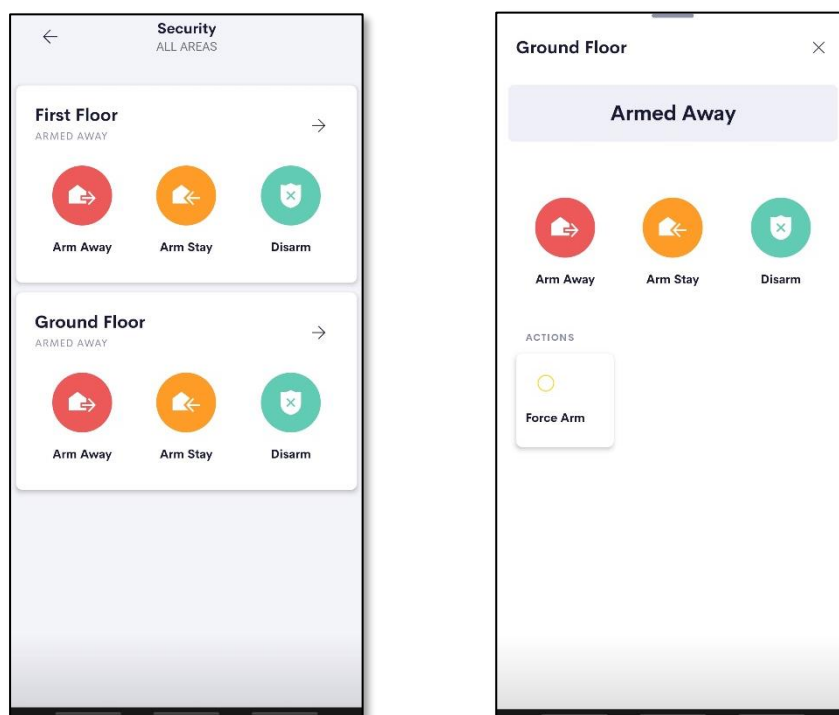 Security
ALL AREAS
First Floor
ARMED AWAY
Arm Away Arm Stay Disarm
Ground Floor
ARMED AWAY
Arm Away Arm Stay Disarm
Ground Floor
Armed Away
Arm Away Arm Stay Disarm
ACTIONS
Force Arm